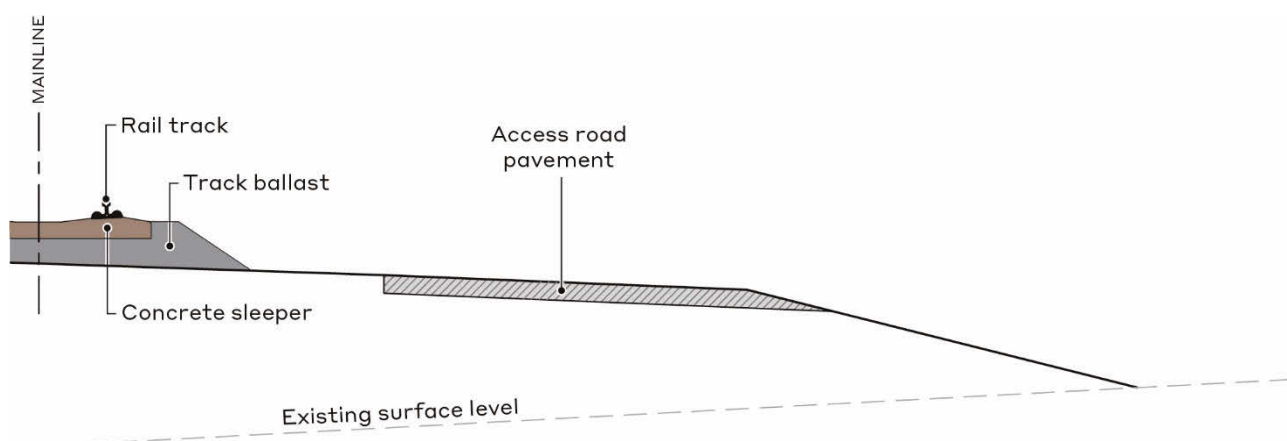 MAINLINE
Rail track
Track ballast
Access road
pavement
Concrete sleeper
Existing surface level